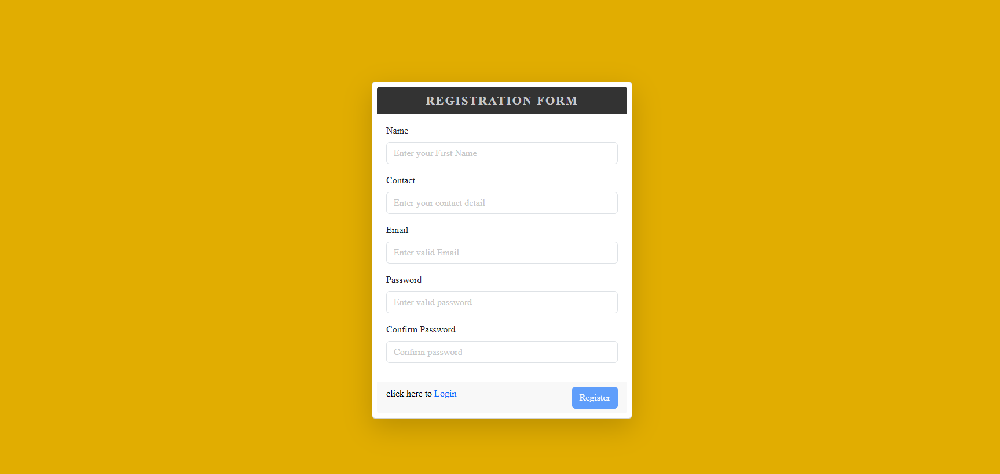 REGISTRATION FORM
Name
Enter your First Name
Contact
Enter your contact detail
Email
Enter valid Email
Password
Enter valid password
Confirm Password
Confirm password
click here to Login
Register